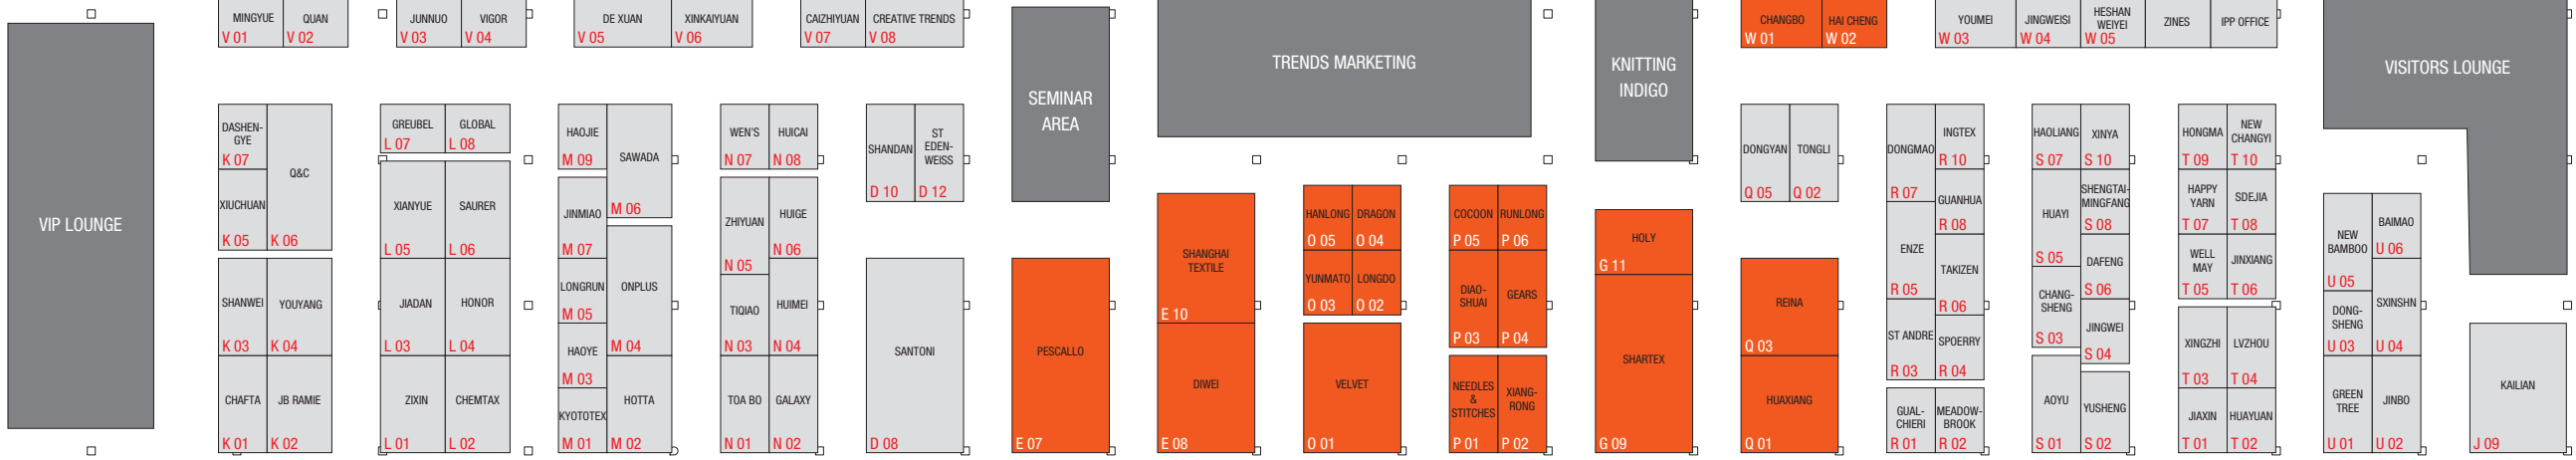 MINGYUE
V 01
QUAN
V 02
JUNNUO
V 03
VIGOR
V 04
DE XUAN
V 05
XINKAIYUAN
V 06
CAIZHIYUAN
V 07
CREATIVE TRENDS
V 08
CHANGBO
W 01
HAI CHENG
W 02
YOUMEI
W 03
JINGWEISI
W 04
HESHAN
WEIYEI
W 05
ZINES
IPP OFFICE
VIP LOUNGE
SEMINAR
AREA
TRENDS MARKETING
KNITTING
INDIGO
VISITORS LOUNGE
DASHEN-
GYE
K 07
Q&C
K 06
XIUCHUAN
K 05
SHANWEI
K 03
YOUYANG
K 04
CHAFTA
K 01
JB RAMIE
K 02
GREUBEL
L 07
GLOBAL
L 08
XIANYUE
L 05
SAURER
L 06
JIADAN
L 03
HONOR
L 04
ZIXIN
L 01
CHEMTAX
L 02
HAOJIE
M 09
SAWADA
M 06
JINMIAO
M 07
LONGRUN
M 05
ONPLUS
M 04
HAOYE
M 03
KYOTOTEX
M 01
HOTTA
M 02
WEN'S
N 07
HUICAI
N 08
ZHIYUAN
N 05
HUIGE
N 06
TIQIAO
N 03
HUIMEI
N 04
TOA BO
N 01
GALAXY
N 02
SHANDAN
D 10
ST
EDEN-
WEISS
D 12
SANTONI
D 08
PESCALLO
E 07
SHANGHAI
TEXTILE
E 10
DIWEI
E 08
HANLONG
O 05
DRAGON
O 04
YUNMATO
O 03
LONGDO
O 02
VELVET
O 01
COCOON
P 05
RUNLONG
P 06
DIAO-
SHUAI
P 03
GEARS
P 04
NEEDLES
&
STITCHES
P 01
XIANG-
RONG
P 02
HOLY
G 11
SHARTEX
G 09
DONGYAN
Q 05
TONGLI
Q 02
REINA
Q 03
HUAXIANG
Q 01
DONGMAO
R 07
INGTEX
R 10
GUANHUA
R 08
ENZE
R 05
TAKIZEN
R 06
ST ANDRE
R 03
SPOERRY
R 04
GUAL-
CHIERI
R 01
MEADOW-
BROOK
R 02
HAOLIANG
S 07
XINYA
S 10
HUAYI
S 05
SHENGTAI-
MINGFANG
S 08
DAFENG
S 06
CHANG-
SHENG
S 03
JINGWEI
S 04
AOYU
S 01
YUSHENG
S 02
HONGMA
T 09
NEW
CHANGYI
T 10
HAPPY
YARN
T 07
SDEJIA
T 08
WELL
MAY
T 05
JINXIANG
T 06
XINGZHI
T 03
LVZHOU
T 04
JIAXIN
T 01
HUAYUAN
T 02
NEW
BAMBOO
U 05
BAIMAO
U 06
DONG-
SHENG
U 03
SXINSHN
U 04
GREEN
TREE
U 01
JINBO
U 02
KAILIAN
J 09